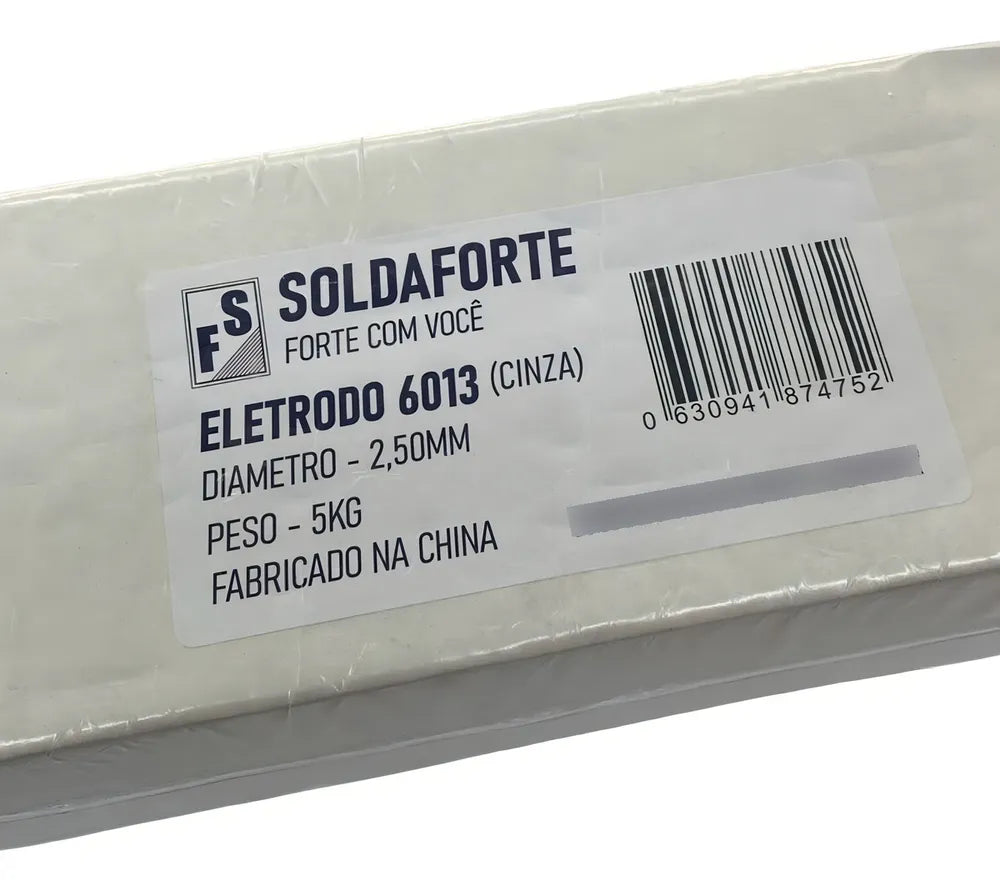 FS
SOLDAFORTE
FORTE COM VOCÊ
ELETRODO 6013 (CINZA)
DIAMETRO - 2,50MM
PESO - 5KG
FABRICADO NA CHINA
0 630941 874752